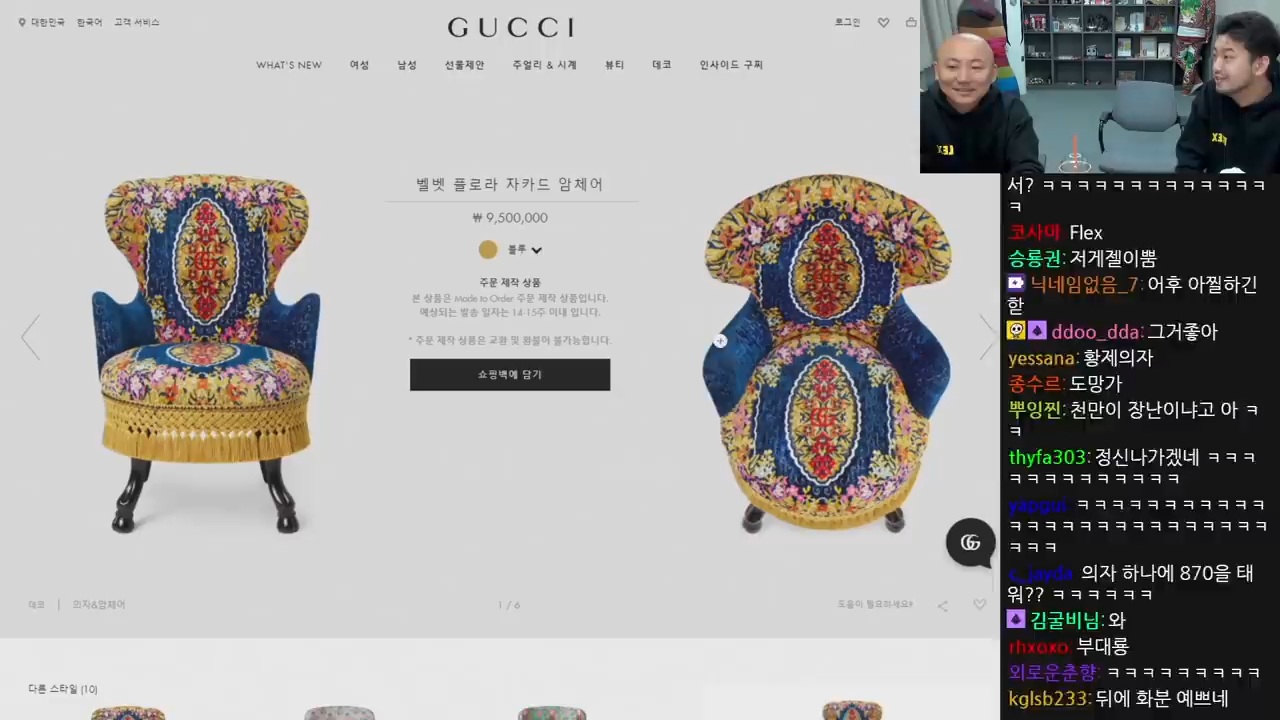 대한민국 한국어 고객 서비스
GUCCI
로그인
WHAT'S NEW 여성 남성 선물제안 주얼리 & 시계 뷰티 데코 인사이드 구찌
벨벳 플로라 자카드 암체어
₩ 9,500,000
블루
주문 제작 상품
본 상품은 Made to Order 주문 제작 상품입니다.
예상되는 발송 일자는 14-15주 이내 입니다.
* 주문 제작 상품은 교환 및 환불이 불가능합니다.
쇼핑백에 담기
데코 | 의자&암체어
1 / 6
도움이 필요하세요?
다른 스타일 (10)
서? ㅋㅋㅋㅋㅋㅋㅋㅋㅋㅋㅋㅋㅋ
ㅋ
코사마 Flex
승룡권: 저게젤이뿜
닉네임없음_7: 어후 아찔하긴
핟
ddoo_dda: 그거좋아
yessana: 황제의자
종수르: 도망가
뿌잉찐: 천만이 장난이냐고 아 ㅋ
ㅋ
thyfa303: 정신나가겠네 ㅋㅋㅋ
ㅋㅋㅋㅋㅋㅋㅋㅋㅋㅋ
yapgui ㅋㅋㅋㅋㅋㅋㅋㅋㅋㅋㅋ
ㅋㅋㅋㅋㅋㅋㅋㅋㅋㅋㅋㅋㅋㅋㅋ
ㅋㅋㅋ
c_jayda 의자 하나에 870을 태
워?? ㅋㅋㅋㅋㅋㅋ
김굴비님: 와
rhxoxo 부대룡
외로운춘향: ㅋㅋㅋㅋㅋㅋㅋㅋㅋ
kglsb233: 뒤에 화분 예쁘네